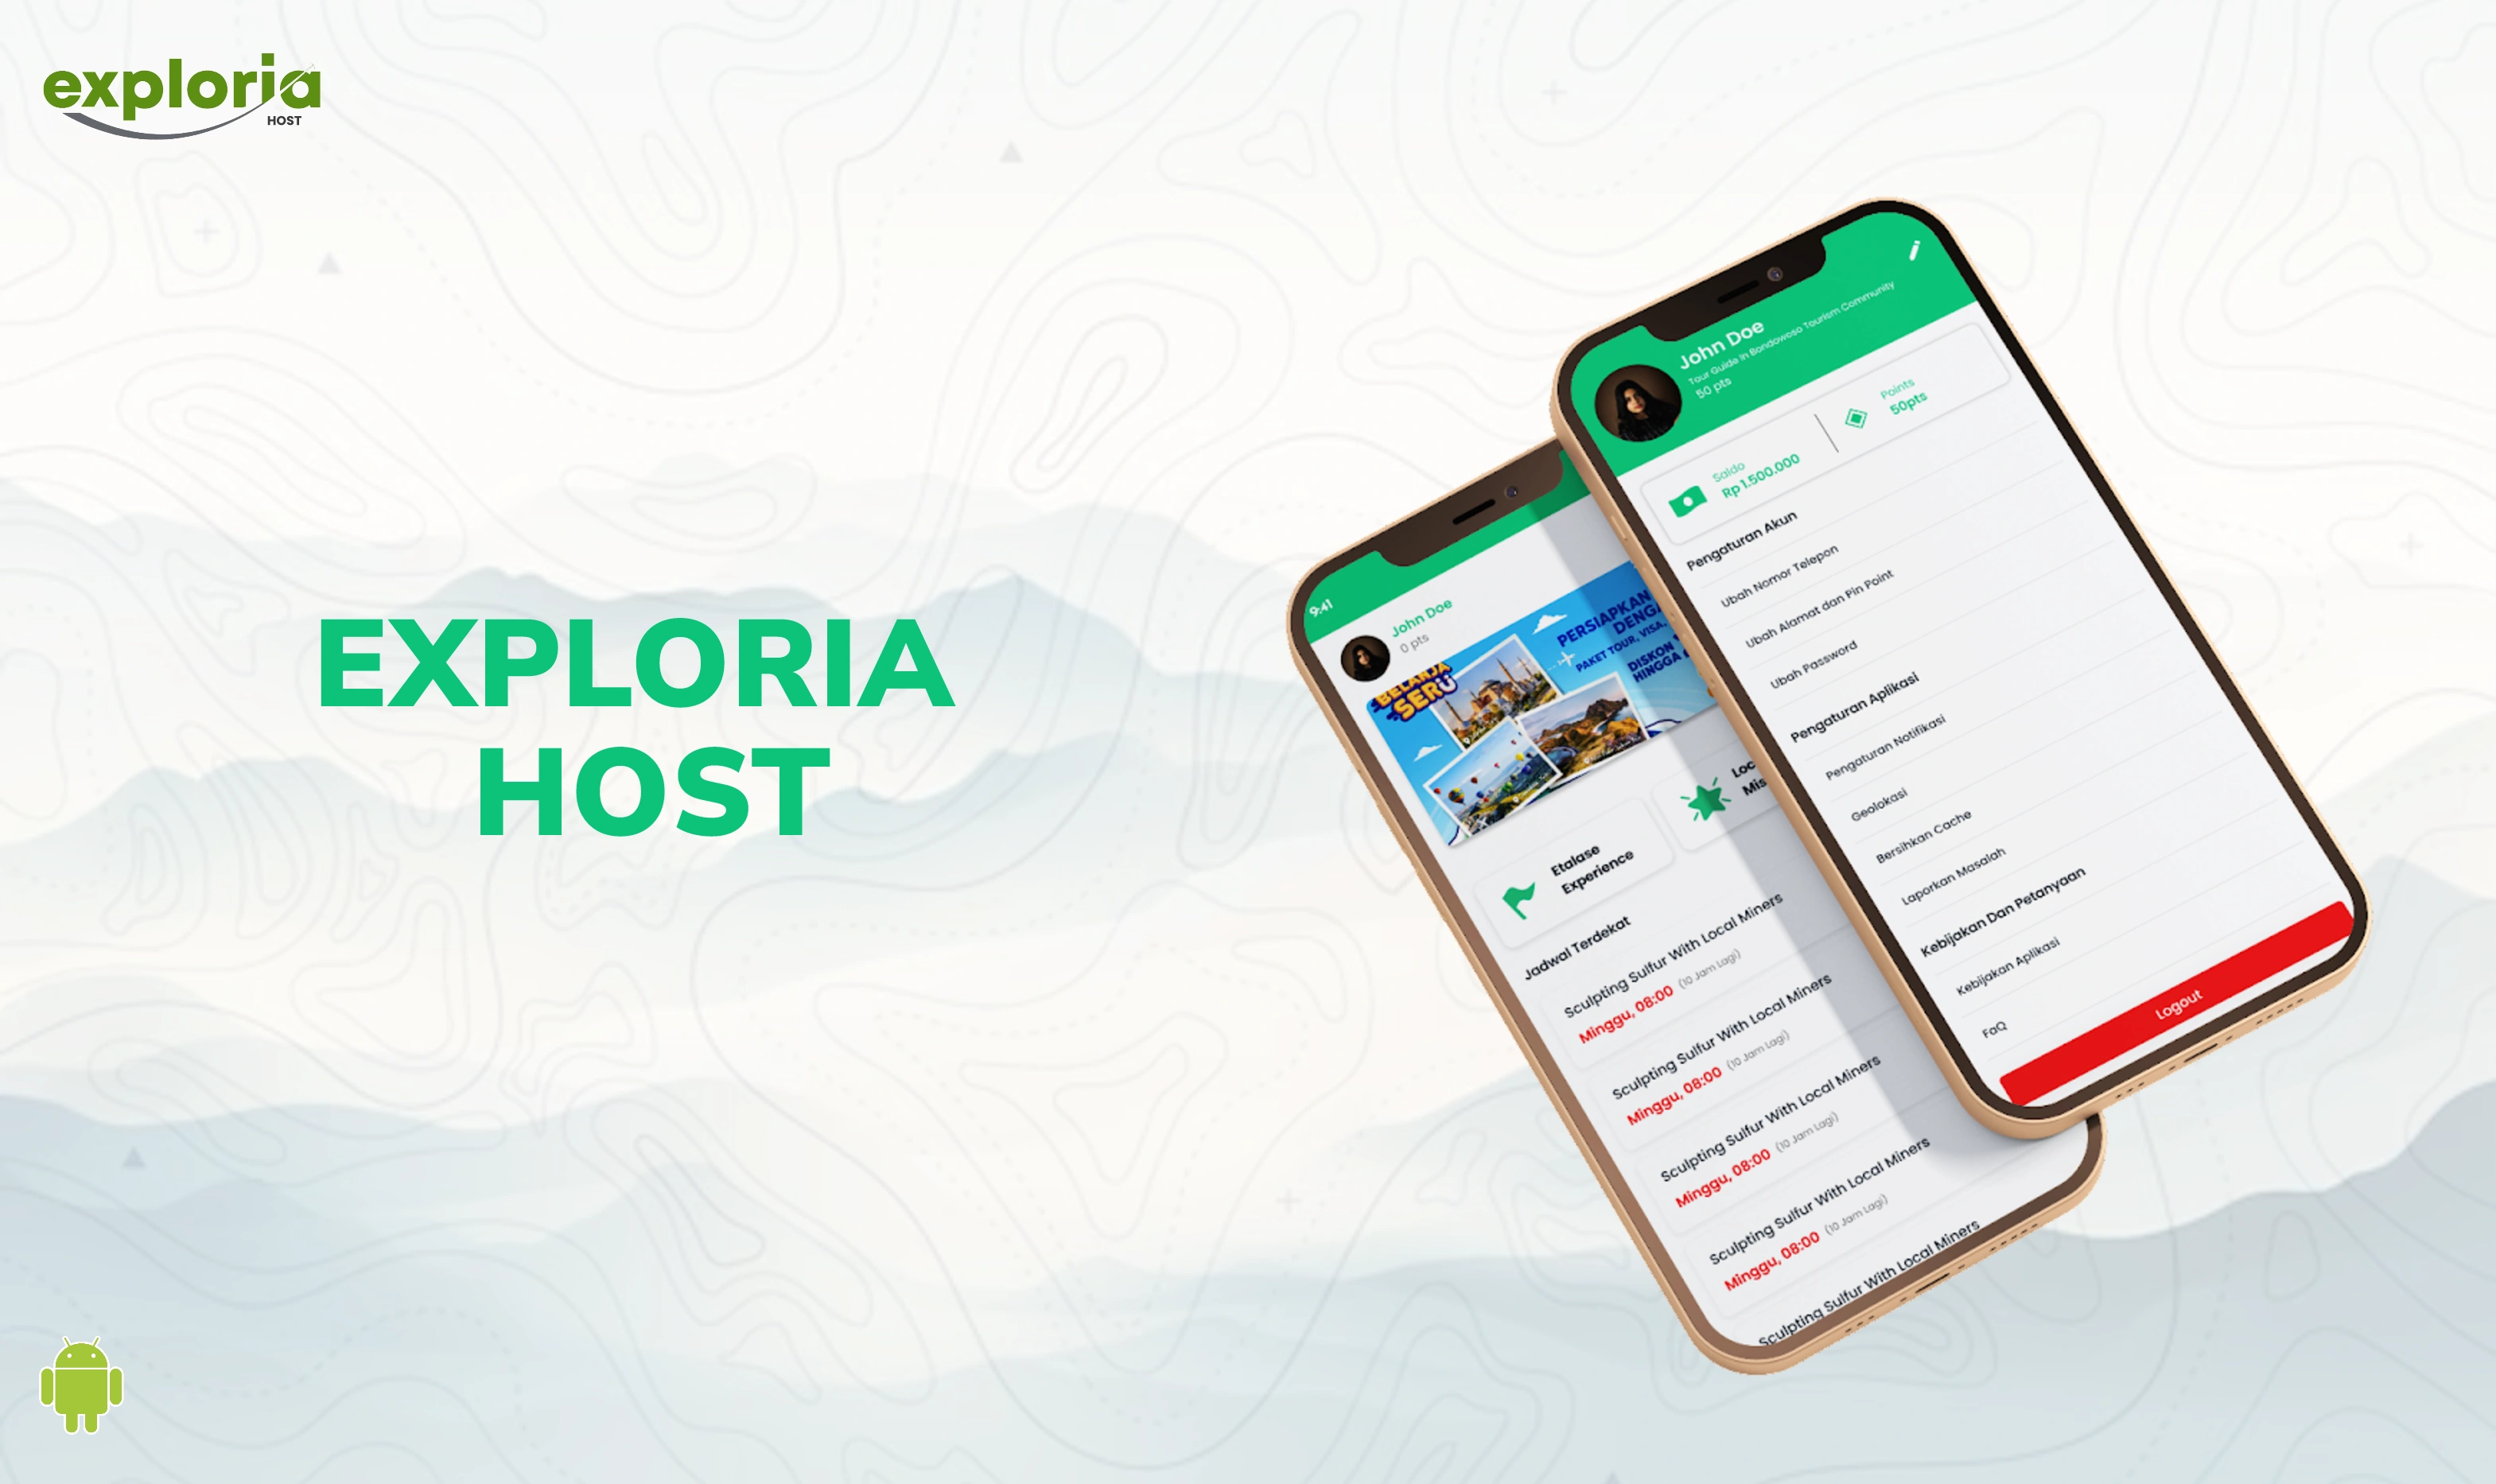 exploria
HOST
EXPLORIA
HOST
9:41
John Doe
0 pts
BELANJA
SERU
PERSIAPKAN
PAKET TOUR, VISA,
DISKON
HINGGA
Etalase
Experience
Jadwal Terdekat
Sculpting Sulfur With Local Miners
Minggu, 08:00 (10 Jam Lagi)
Sculpting Sulfur With Local Miners
Minggu, 08:00 (10 Jam Lagi)
Sculpting Sulfur With Local Miners
Minggu, 08:00 (10 Jam Lagi)
Sculpting Sulfur With Local Miners
Minggu, 08:00 (10 Jam Lagi)
Sculpting Sulfur With Local Miners
John Doe
Tour Guide in Bondowoso Tourism Community
50 pts
Saldo
Rp 1.500.000
Points
50pts
Pengaturan Akun
Ubah Nomor Telepon
Ubah Alamat dan Pin Point
Ubah Password
Pengaturan Aplikasi
Pengaturan Notifikasi
Geolokasi
Bersihkan Cache
Laporkan Masalah
Kebijakan Dan Petanyaan
Kebijakan Aplikasi
FaQ
Logout